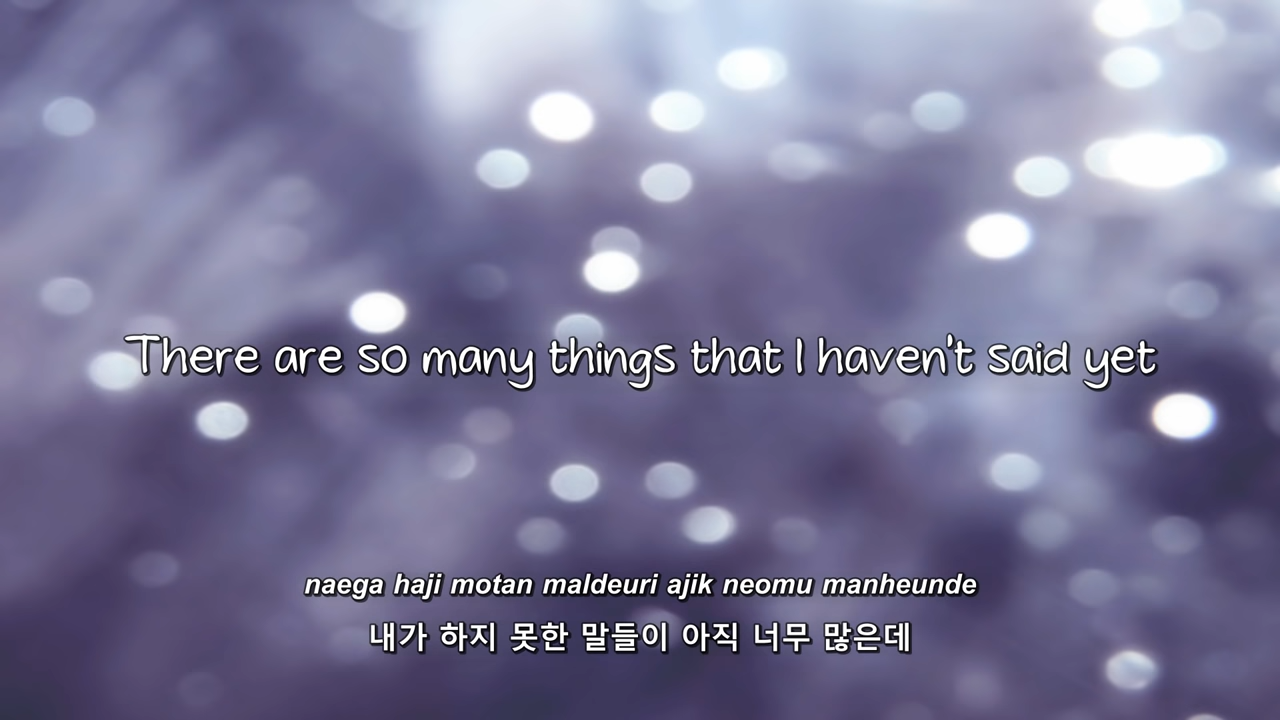 There are so many things that I haven't said yet
naega haji motan maldeuri ajik neomu manheunde
내가 하지 못한 말들이 아직 너무 많은데